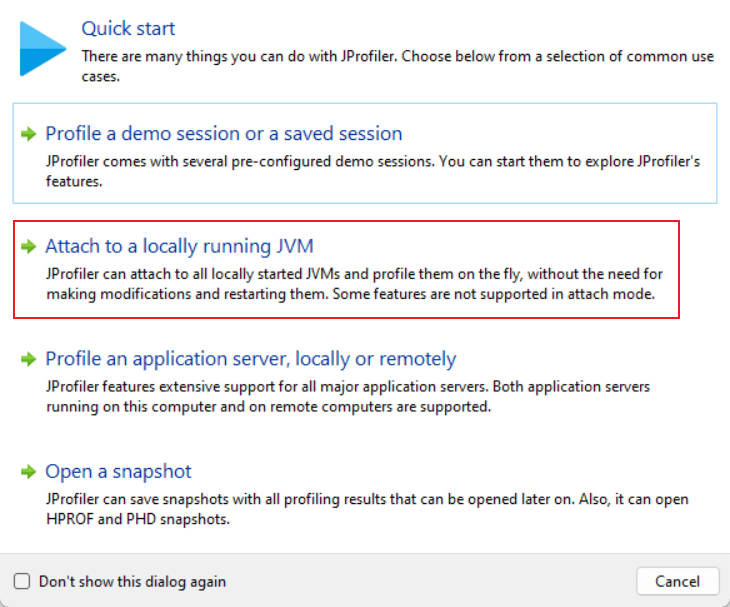 Quick start
There are many things you can do with JProfiler. Choose below from a selection of common use
cases.
Profile a demo session or a saved session
JProfiler comes with several pre-configured demo sessions. You can start them to explore JProfiler's
features.
Attach to a locally running JVM
JProfiler can attach to all locally started JVMs and profile them on the fly, without the need for
making modifications and restarting them. Some features are not supported in attach mode.
Profile an application server, locally or remotely
JProfiler features extensive support for all major application servers. Both application servers
running on this computer and on remote computers are supported.
Open a snapshot
JProfiler can save snapshots with all profiling results that can be opened later on. Also, it can open
HPROF and PHD snapshots.
Don't show this dialog again
Cancel